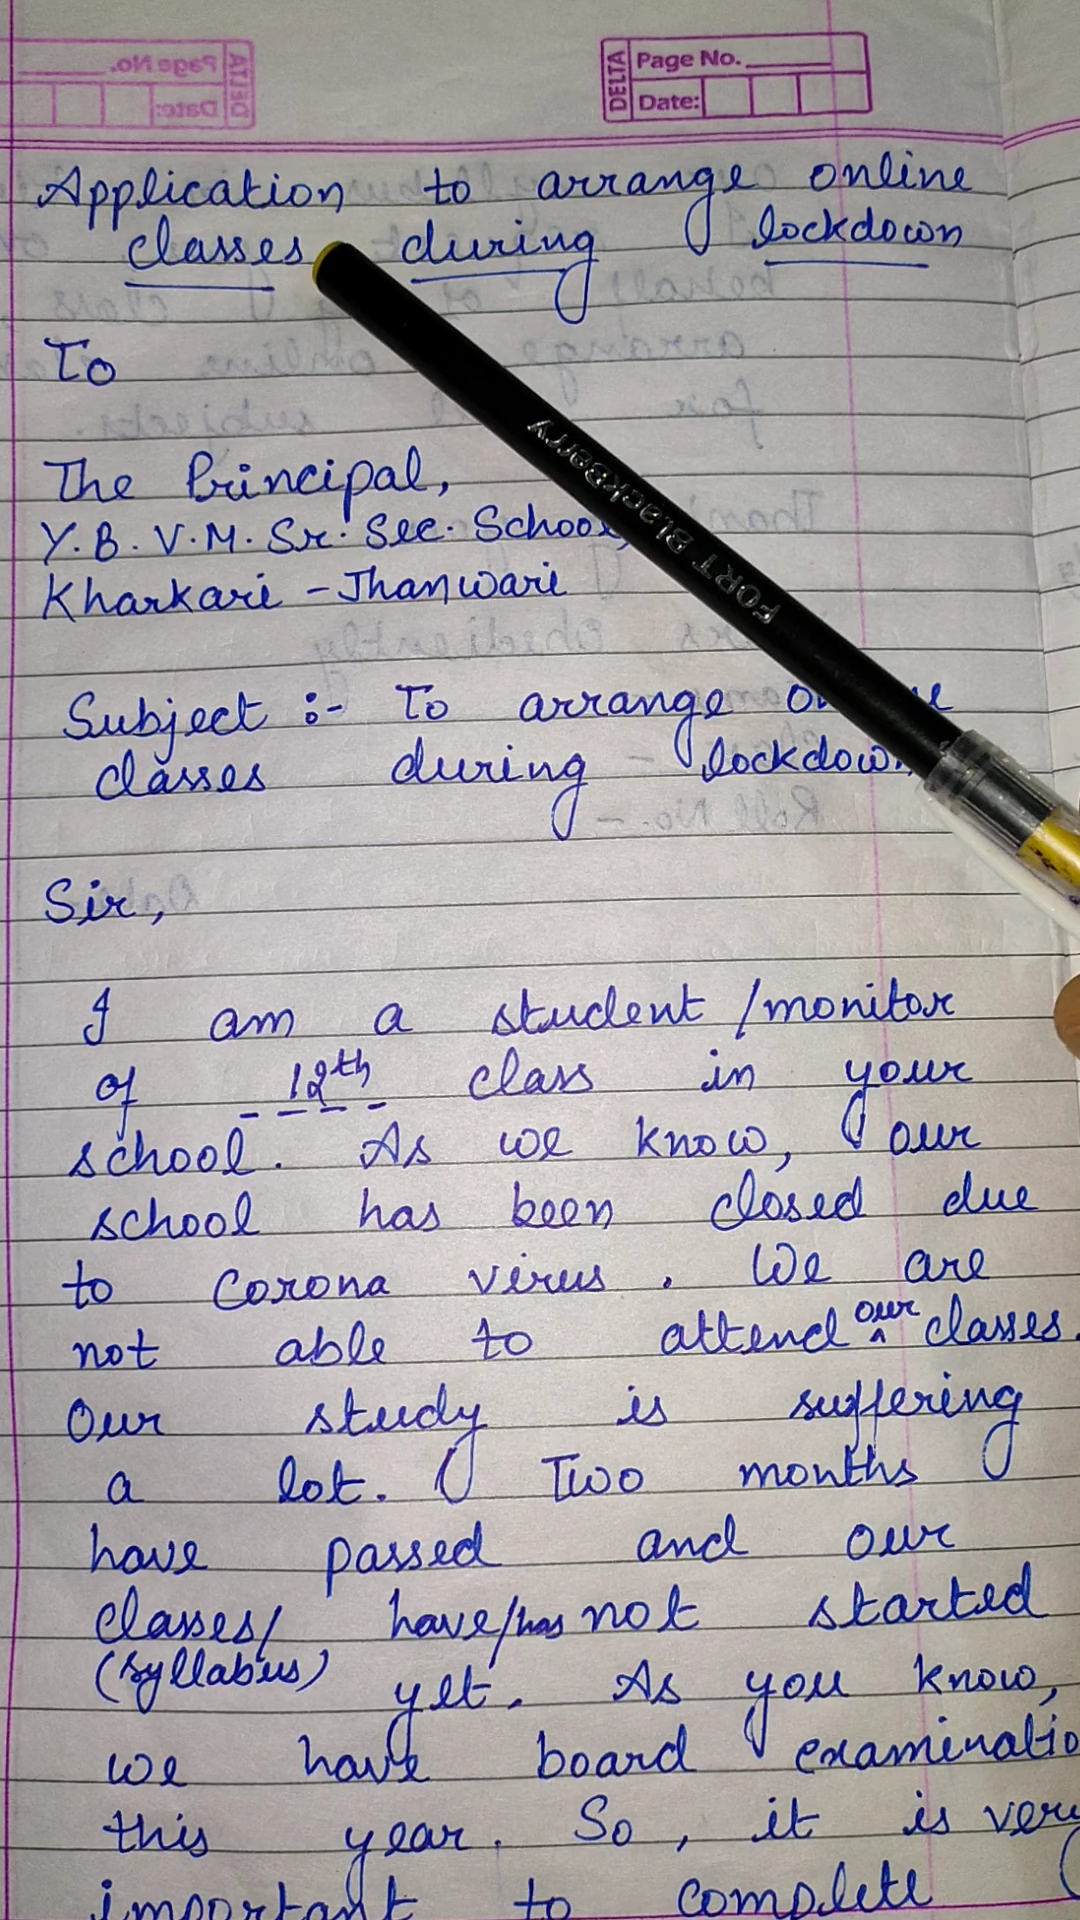 DELTA
Page No.
Date:
Application to arrange online
classes during lockdown
To
The Principal,
Y.B.V.M. Sr. Sec. School,
Kharkari - Jhanwari
Subject :- To arrange
classes during - lockdown
Sir,
I am a student / monitor
of 12th class in your
school. As we know, our
school has been closed due
to Corona virus. We are
not able to attend our classes.
Our study is suffering
a lot. Two months
have passed and our
classes/ have/has not started
(syllabus) yet. As you know,
we have board examinatio
this year. So, it is very
important to complete
FORT BlackBerry